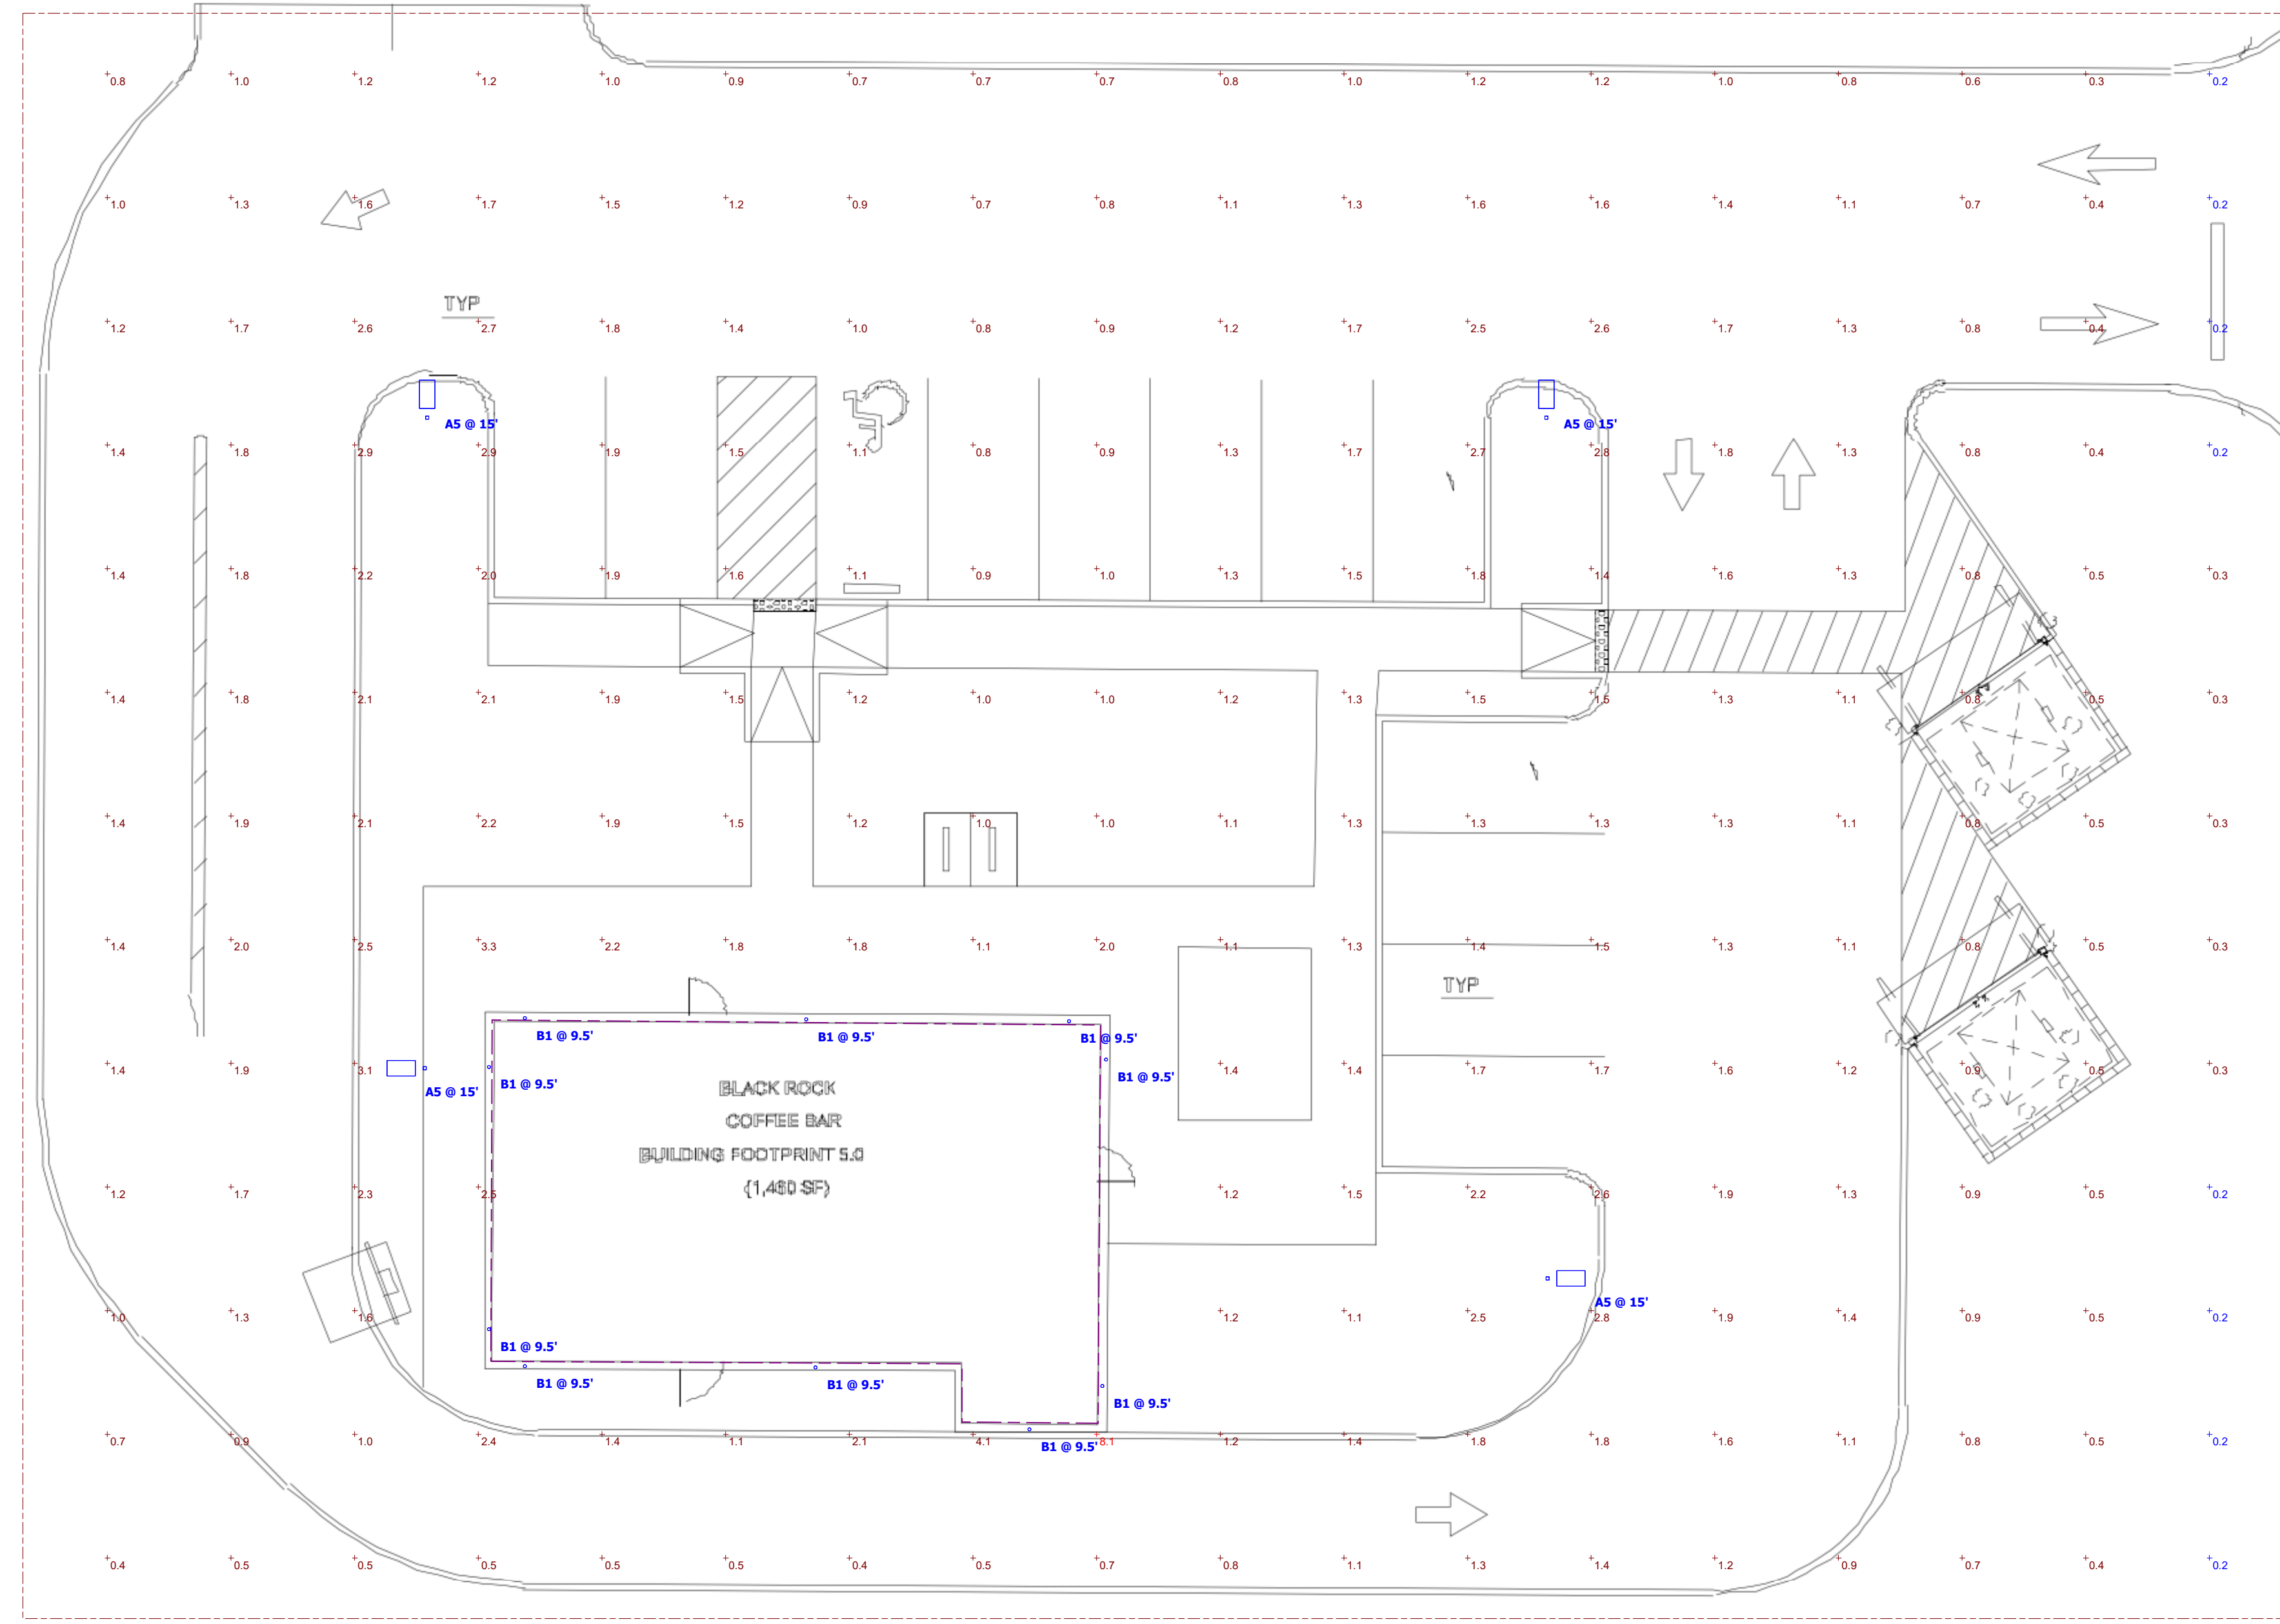 0.8 1.0 1.2 1.2 1.0 0.9 0.7 0.7 0.7 0.8 1.0 1.2 1.2 1.0 0.8 0.6 0.3 0.2
1.0 1.3 1.6 1.7 1.5 1.2 0.9 0.7 0.8 1.1 1.3 1.6 1.6 1.4 1.1 0.7 0.4 0.2
TYP
1.2 1.7 2.6 2.7 1.8 1.4 1.0 0.8 0.9 1.2 1.7 2.5 2.6 1.7 1.3 0.8 0.4 0.2
A5 @ 15' A5 @ 15'
1.4 1.8 2.9 2.9 1.9 1.5 1.1 0.8 0.9 1.3 1.7 2.7 2.8 1.3 0.8 0.4 0.2
1.4 1.8 2.2 2.0 1.9 1.6 1.1 0.9 1.0 1.3 1.5 1.8 1.4 1.6 1.3 0.8 0.5 0.3
1.4 1.8 2.1 2.1 1.9 1.5 1.2 1.0 1.0 1.2 1.3 1.5 1.5 1.3 1.1 0.8 0.5 0.3
1.4 1.9 2.1 2.2 1.9 1.5 1.2 1.0 1.0 1.1 1.3 1.3 1.3 1.3 1.1 0.8 0.5 0.3
1.4 2.0 2.5 3.3 2.2 1.8 1.8 1.1 2.0 1.1 1.3 1.4 1.5 1.3 1.1 0.8 0.5 0.3
TYP
B1 @ 9.5' B1 @ 9.5' B1 @ 9.5'
1.4 1.9 3.1 1.4 1.4 1.7 1.7 1.6 1.2 0.9 0.5 0.3
B1 @ 9.5' B1 @ 9.5'
A5 @ 15'
BLACK ROCK
COFFEE BAR
BUILDING FOOTPRINT 5.0
(1,460 SF)
1.2 1.7 2.3 2.5 1.2 1.5 2.2 2.6 1.9 1.3 0.9 0.5 0.2
A5 @ 15'
1.0 1.3 1.6 1.2 1.1 2.5 2.8 1.9 1.4 0.9 0.5 0.2
B1 @ 9.5'
B1 @ 9.5' B1 @ 9.5'
B1 @ 9.5'
0.7 0.9 1.0 2.4 1.4 1.1 2.1 4.1 8.1 1.2 1.4 1.8 1.8 1.6 1.1 0.8 0.5 0.2
B1 @ 9.5'
0.4 0.5 0.5 0.5 0.5 0.5 0.4 0.5 0.7 0.8 1.1 1.3 1.4 1.2 0.9 0.7 0.4 0.2